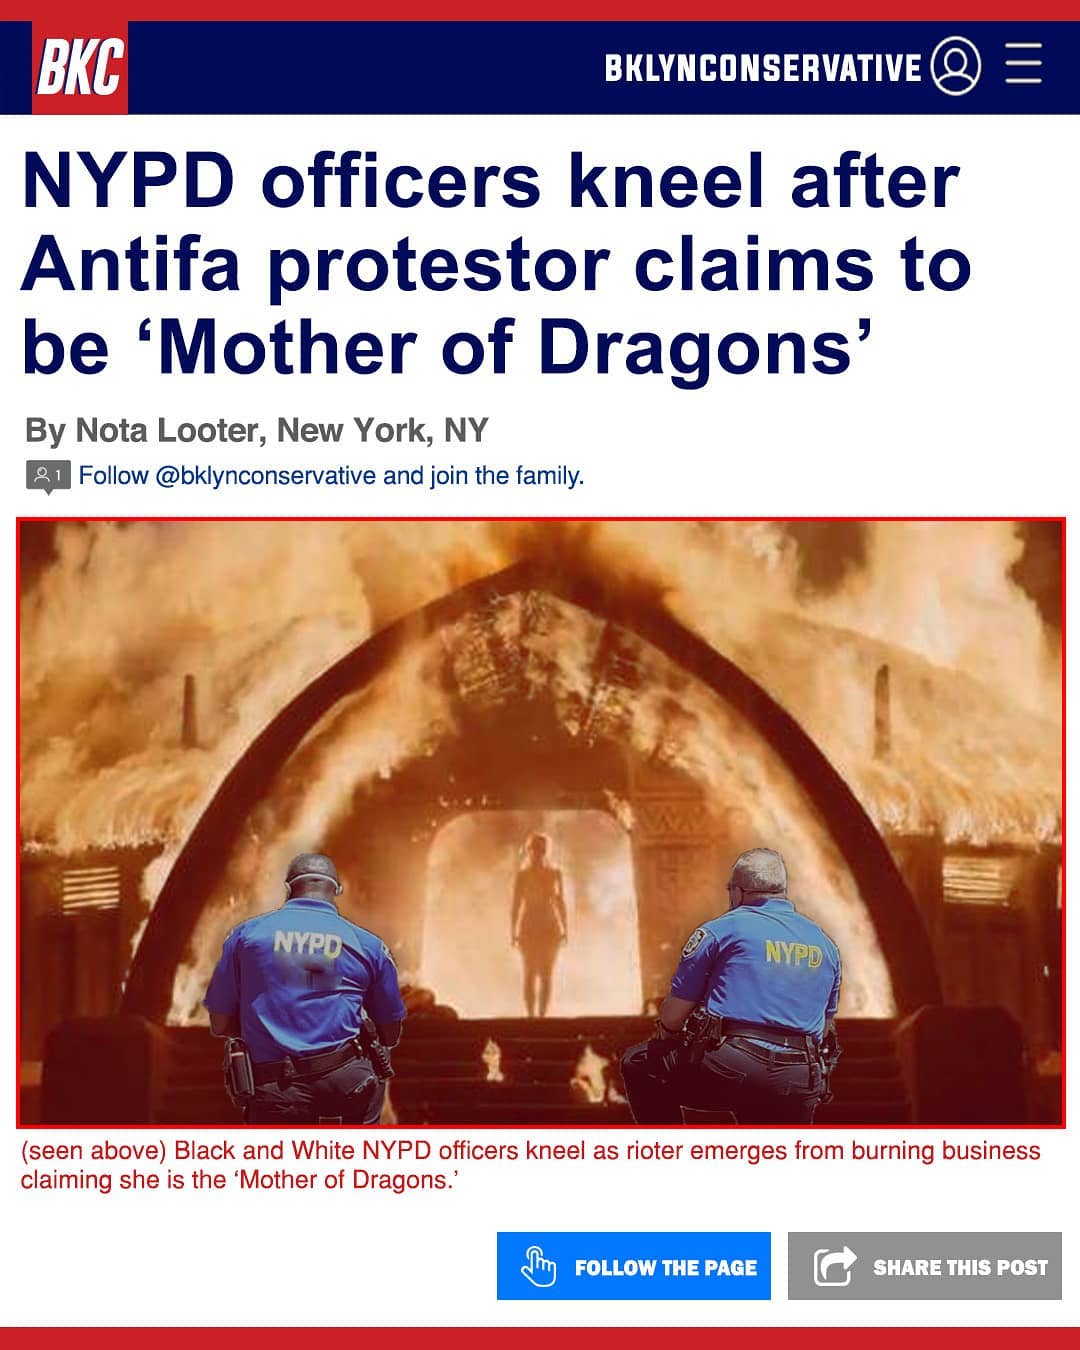 BKC
BKLYNCONSERVATIVE
NYPD officers kneel after
Antifa protestor claims to
be ‘Mother of Dragons’
By Nota Looter, New York, NY
1 Follow @bklynconservative and join the family.
NYPD
NYPD
(seen above) Black and White NYPD officers kneel as rioter emerges from burning business
claiming she is the ‘Mother of Dragons.’
FOLLOW THE PAGE
SHARE THIS POST